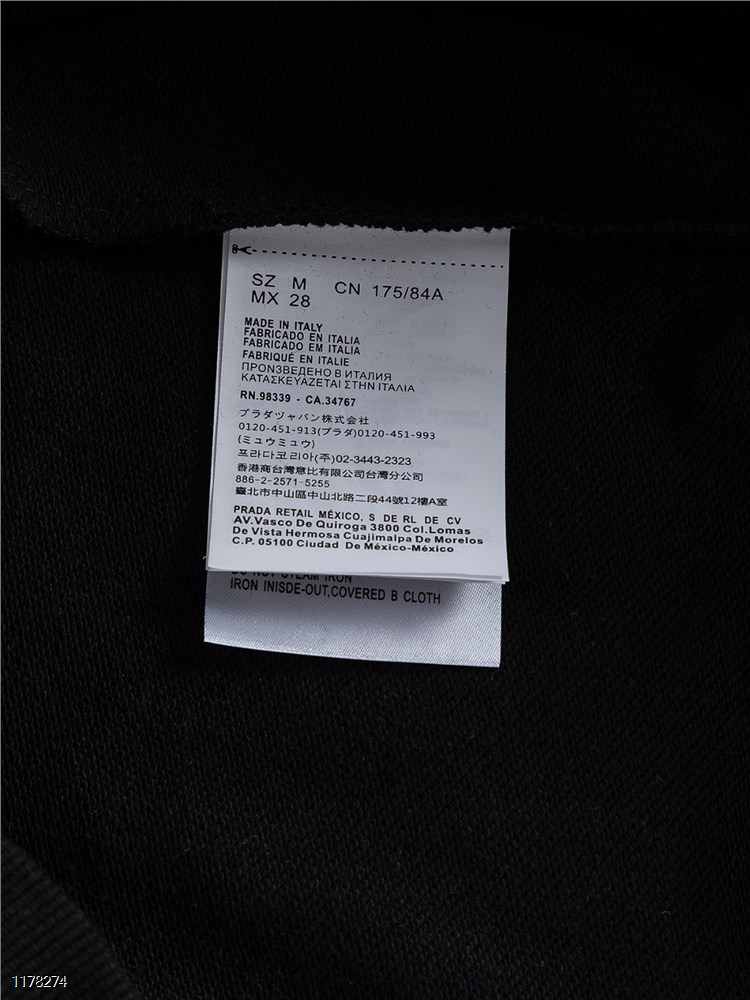 SZ M CN 175/84A
MX 28
MADE IN ITALY
FABRICADO EN ITALIA
FABRICADO EM ITALIA
FABRIQUÉ EN ITALIE
ПРОИЗВЕДЕНО В ИТАЛИЯ
ΚΑΤΑΣΚΕΥΑΖΕΤΑΙ ΣΤΗΝ ΙΤΑΛΙΑ
RN.98339 - CA.34767
プラダジャパン株式会社
0120-451-913(プラダ)0120-451-993
(ミュウミュウ)
프라다코리아(주)02-3443-2323
香港商台灣意比有限公司台灣分公司
886-2-2571-5255
臺北市中山區中山北路二段44號12樓A室
PRADA RETAIL MÉXICO, S DE RL DE CV
AV.Vasco De Quiroga 3800 Col.Lomas
De Vista Hermosa Cuajimalpa De Morelos
C.P. 05100 Ciudad De México-México
DO NOT STEAM IRON
IRON INISDE-OUT,COVERED B CLOTH
1178274